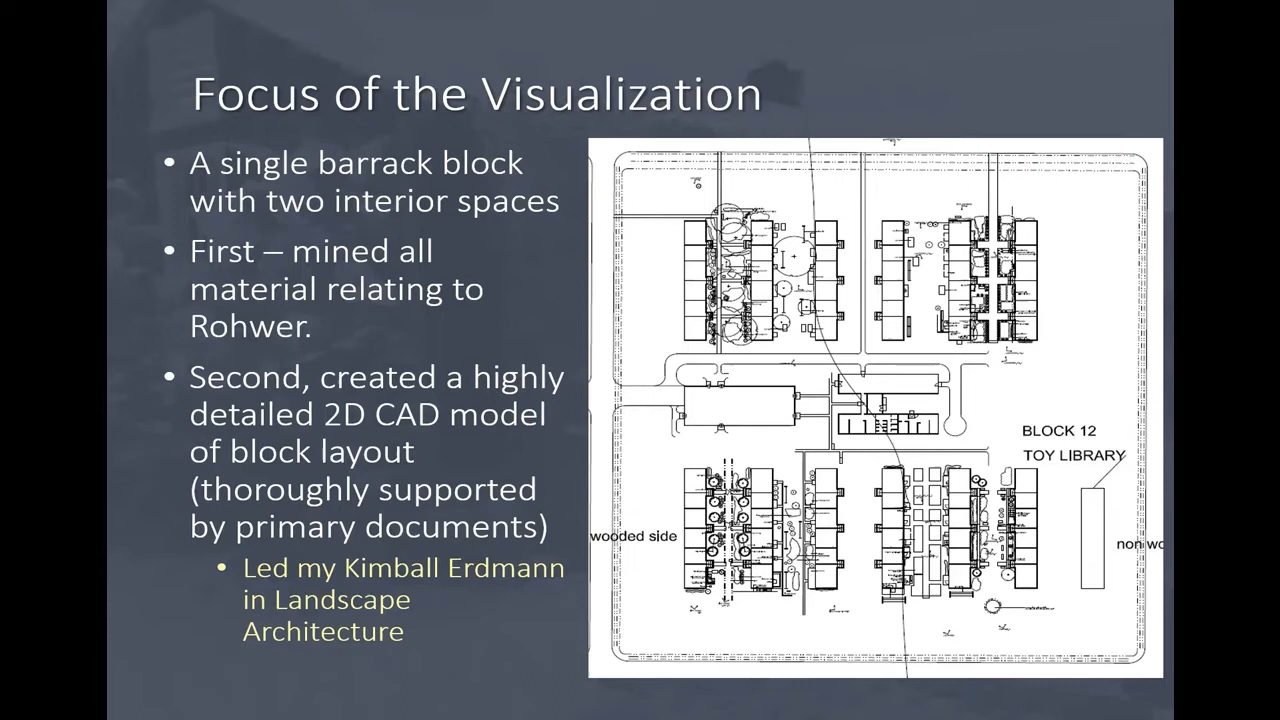 Focus of the Visualization
• A single barrack block
with two interior spaces
• First – mined all
material relating to
Rohwer.
• Second, created a highly
detailed 2D CAD model
of block layout
(thoroughly supported
by primary documents)
• Led my Kimball Erdmann
in Landscape
Architecture
BLOCK 12
TOY LIBRARY
wooded side